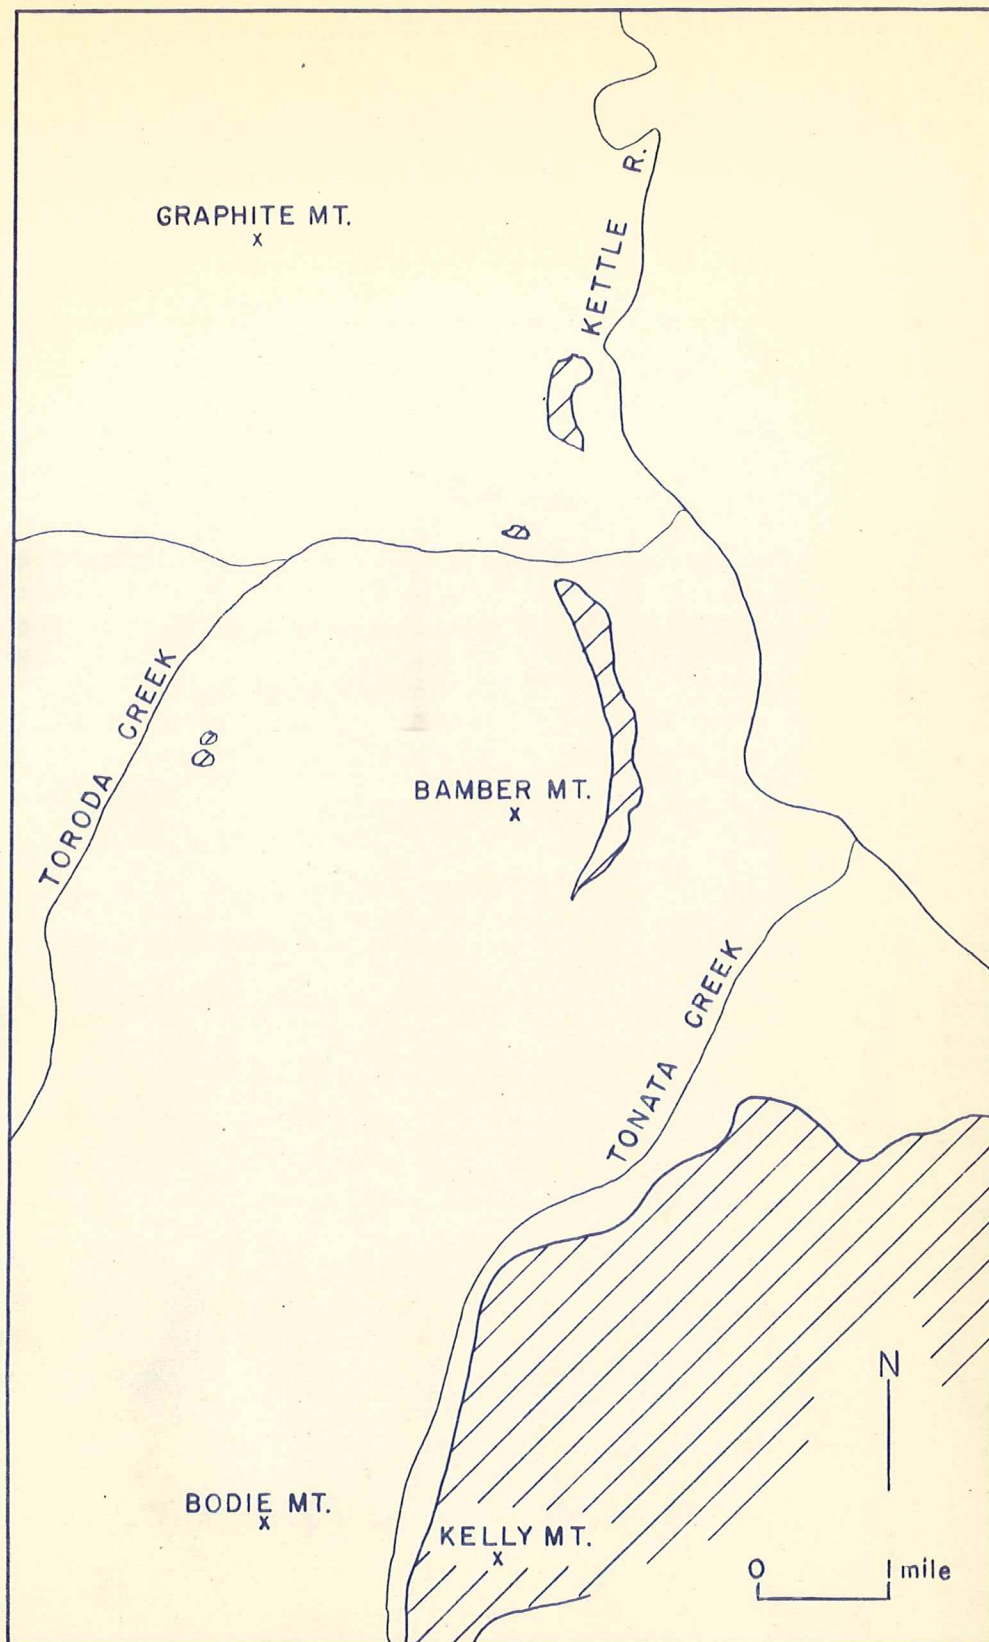 KETTLE R.
GRAPHITE MT.
x
TORODA CREEK
BAMBER MT.
x
TONATA CREEK
N
BODIE MT.
x
KELLY MT.
x
0 1 mile